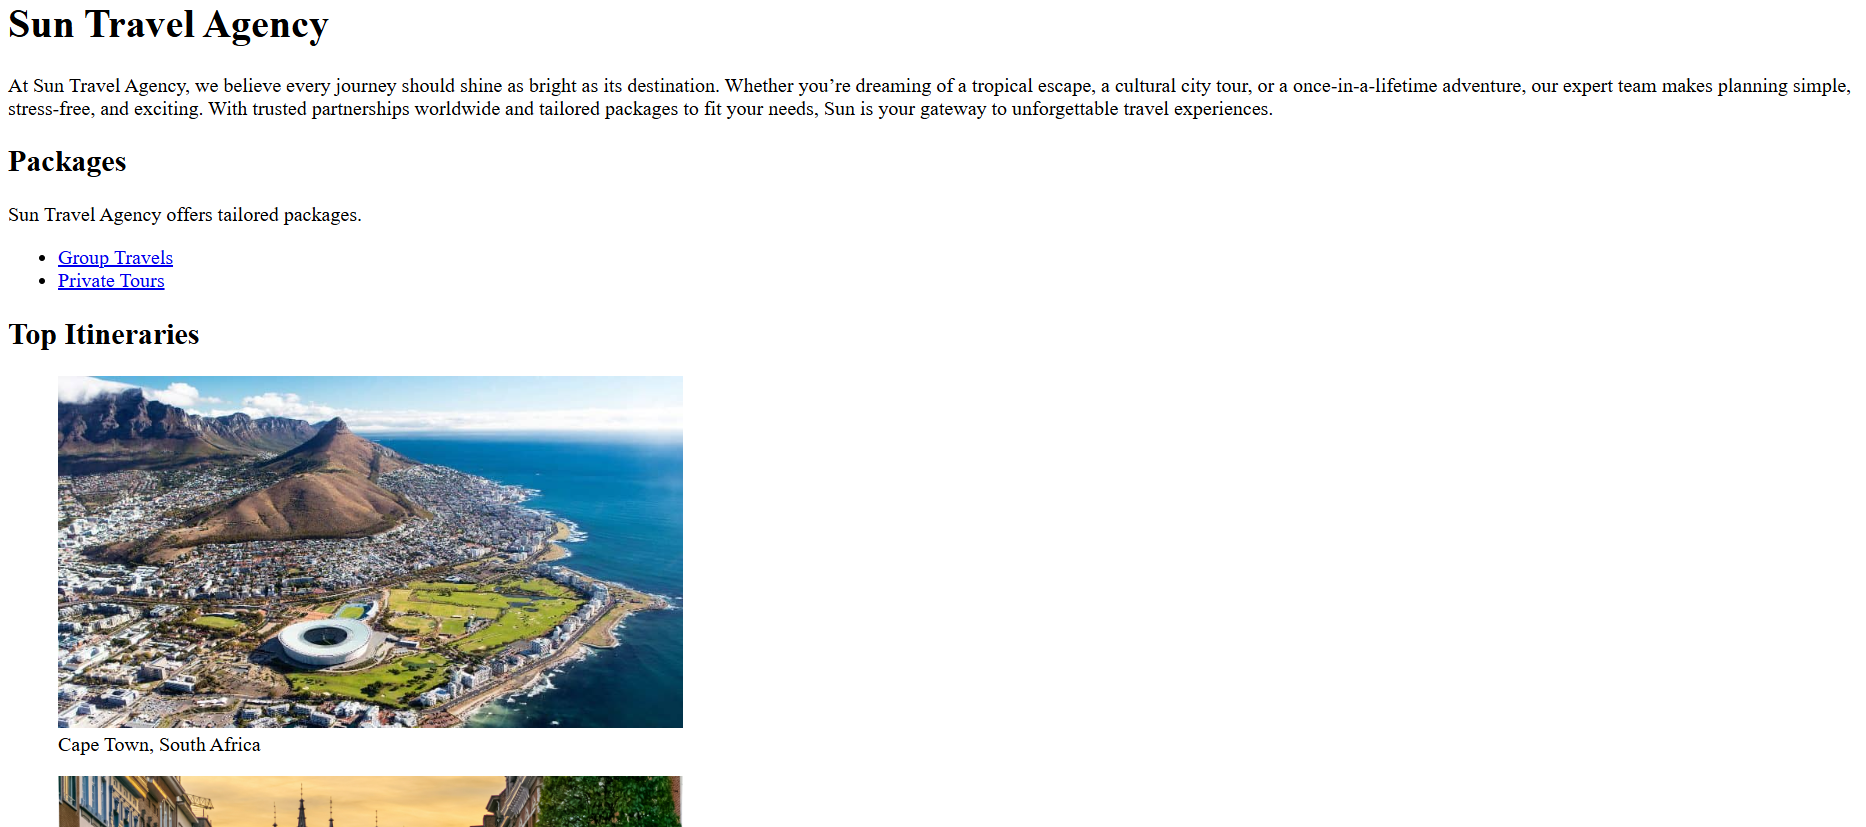 Sun Travel Agency
At Sun Travel Agency, we believe every journey should shine as bright as its destination. Whether you’re dreaming of a tropical escape, a cultural city tour, or a once-in-a-lifetime adventure, our expert team makes planning simple,
stress-free, and exciting. With trusted partnerships worldwide and tailored packages to fit your needs, Sun is your gateway to unforgettable travel experiences.
Packages
Sun Travel Agency offers tailored packages.
Group Travels
Private Tours
Top Itineraries
Cape Town, South Africa